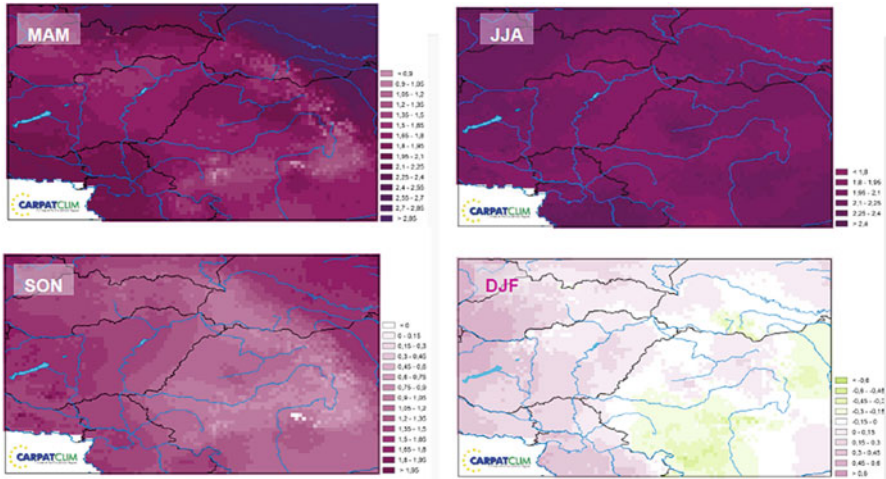 MAM
< 0,9
0,9 - 1,05
1,05 - 1,2
1,2 - 1,35
1,35 - 1,5
1,5 - 1,65
1,65 - 1,8
1,8 - 1,95
1,95 - 2,1
2,1 - 2,25
2,25 - 2,4
2,4 - 2,55
2,55 - 2,7
2,7 - 2,85
> 2,85
CARPATCLIM
JJA
< 1,8
1,8 - 1,95
1,95 - 2,1
2,1 - 2,25
2,25 - 2,4
> 2,4
CARPATCLIM
SON
< 0
0 - 0,15
0,15 - 0,3
0,3 - 0,45
0,45 - 0,6
0,6 - 0,75
0,75 - 0,9
0,9 - 1,05
1,05 - 1,2
1,2 - 1,35
1,35 - 1,5
1,5 - 1,65
1,65 - 1,8
1,8 - 1,95
> 1,95
CARPATCLIM
DJF
< -0,6
-0,6 - -0,45
-0,45 - -0,3
-0,3 - -0,15
-0,15 - 0
0 - 0,15
0,15 - 0,3
0,3 - 0,45
0,45 - 0,6
> 0,6
CARPATCLIM